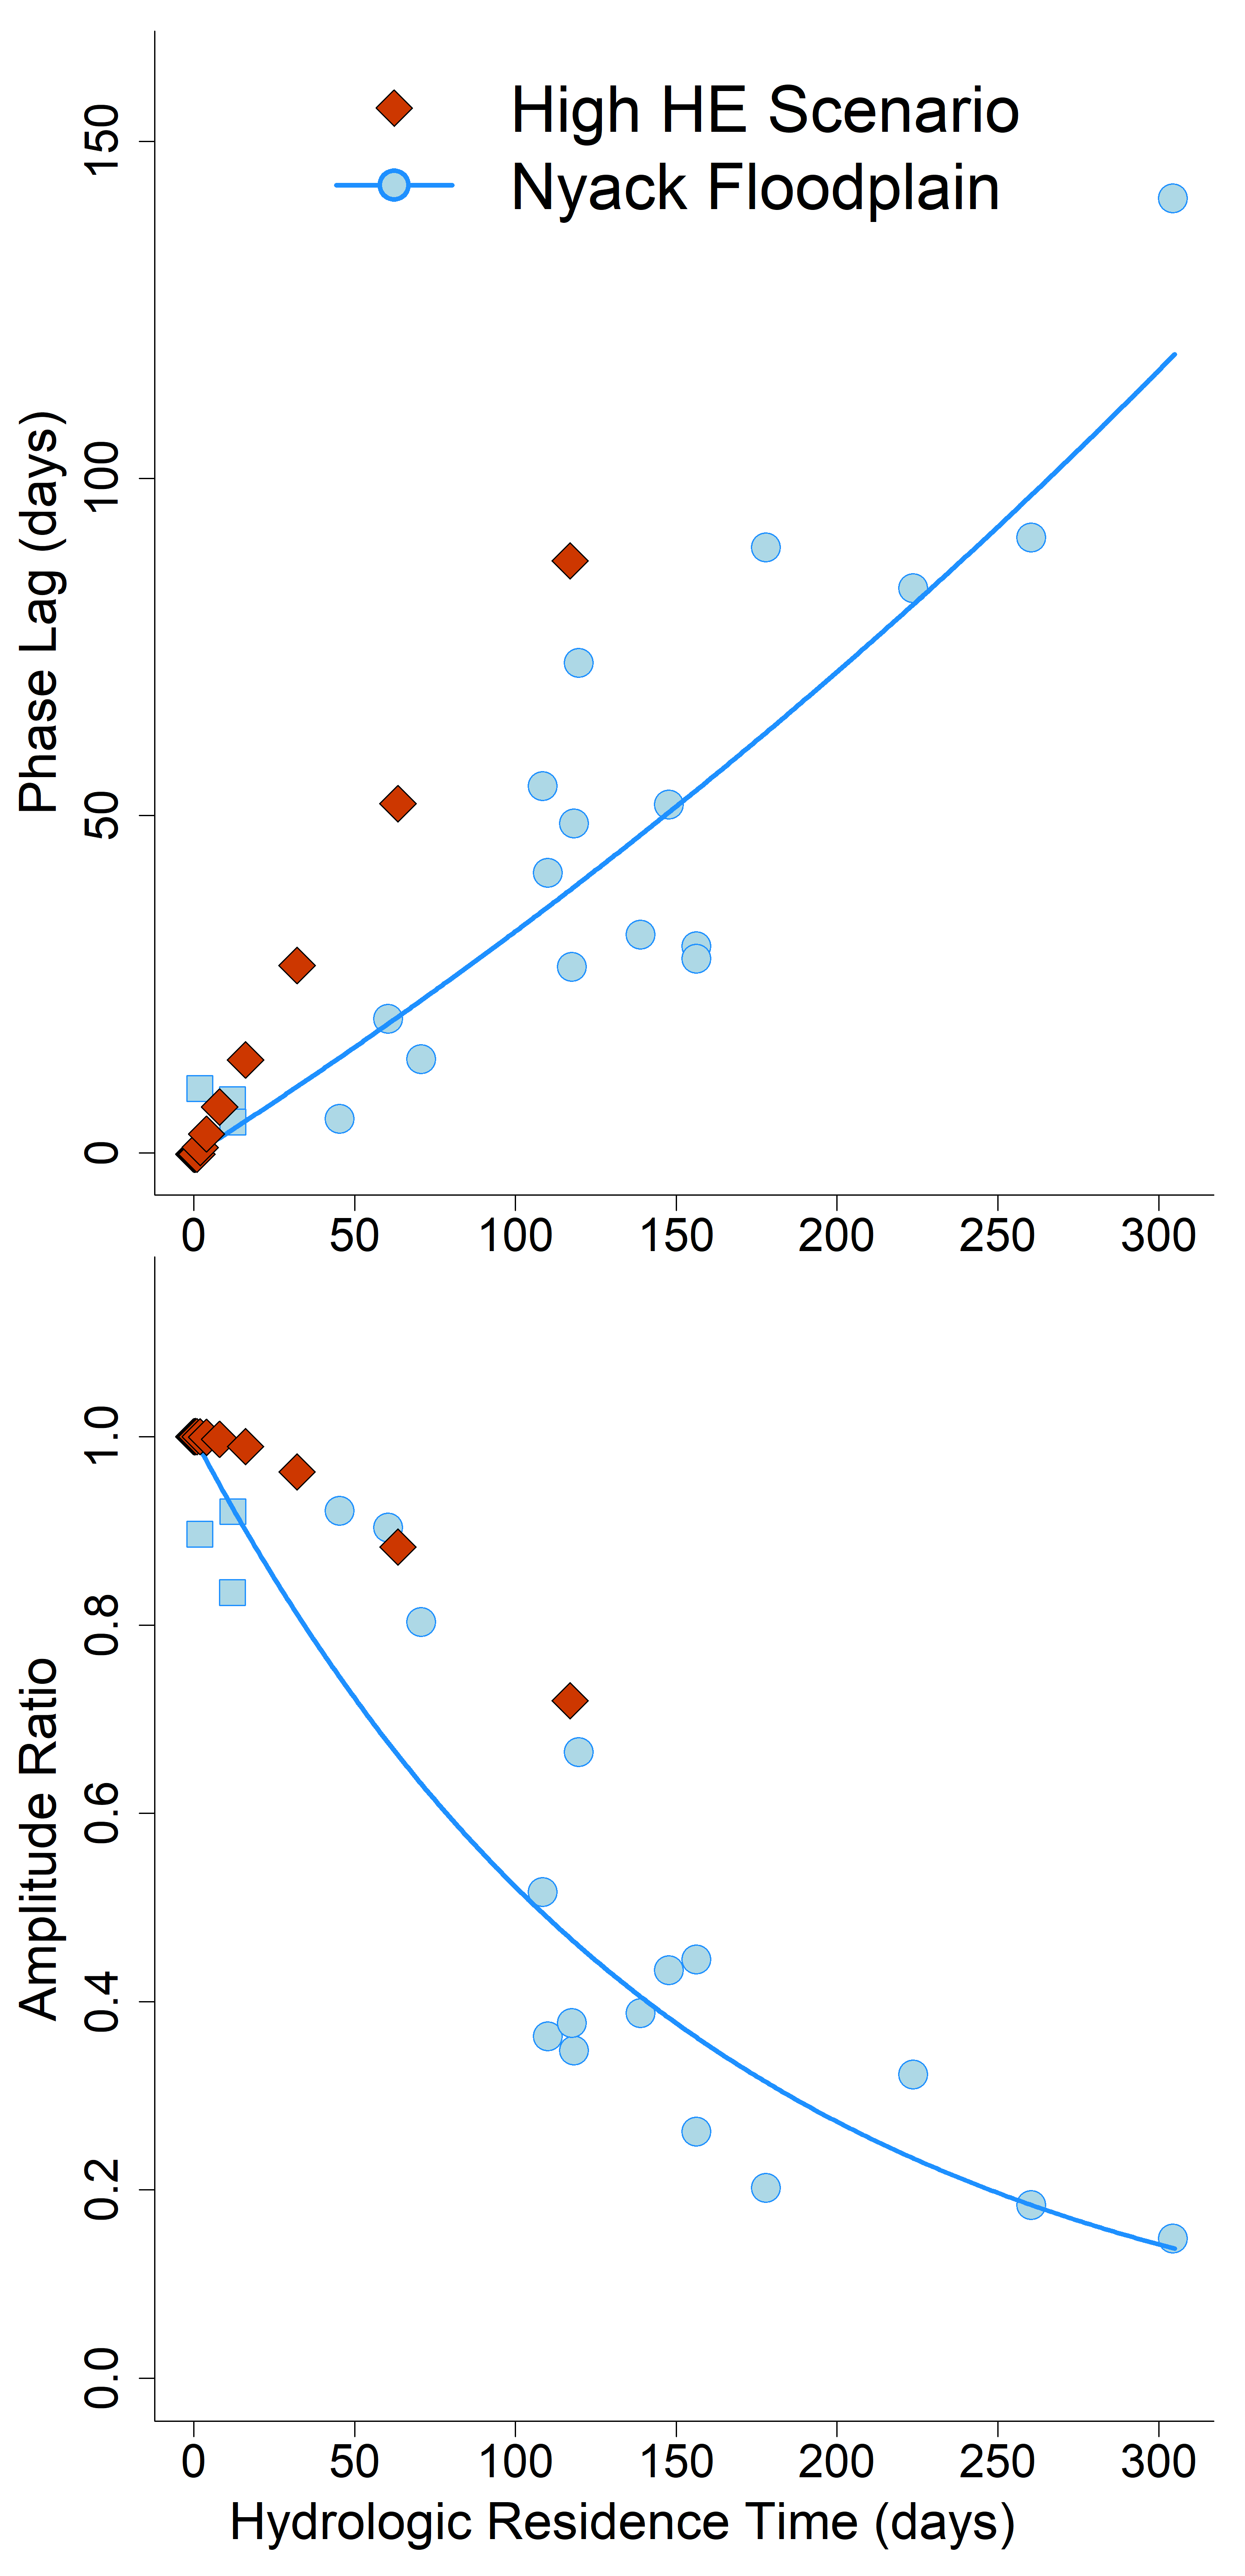 High HE Scenario
Nyack Floodplain
150
100
50
0
Phase Lag (days)
0 50 100 150 200 250 300
1.0
0.8
0.6
0.4
0.2
0.0
Amplitude Ratio
0 50 100 150 200 250 300
Hydrologic Residence Time (days)